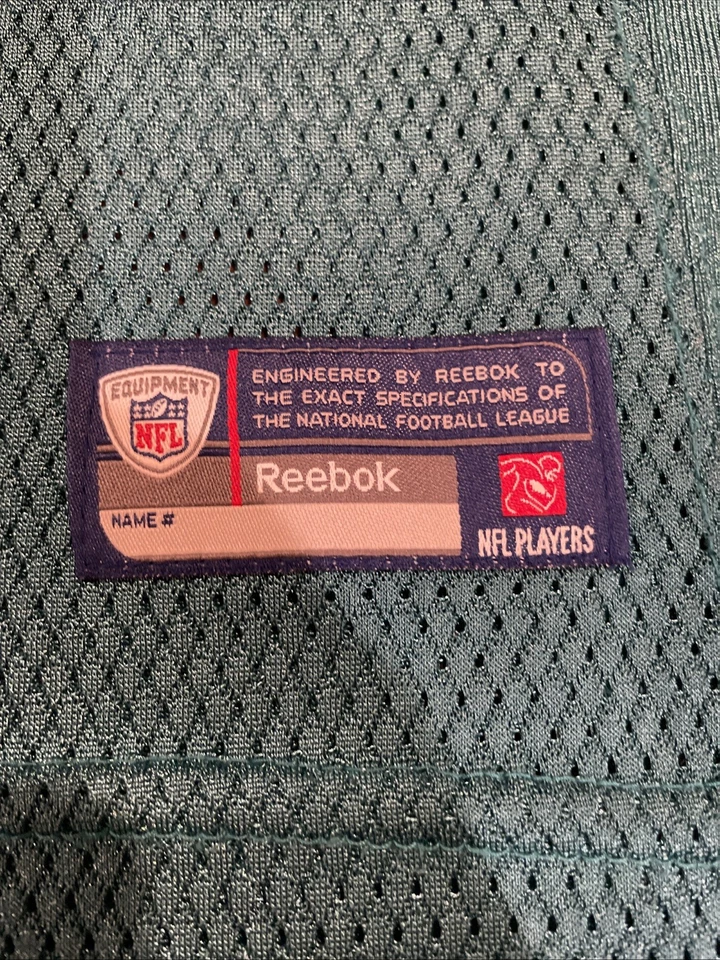 EQUIPMENT
NFL
ENGINEERED BY REEBOK TO
THE EXACT SPECIFICATIONS OF
THE NATIONAL FOOTBALL LEAGUE
Reebok
NAME #
NFL PLAYERS